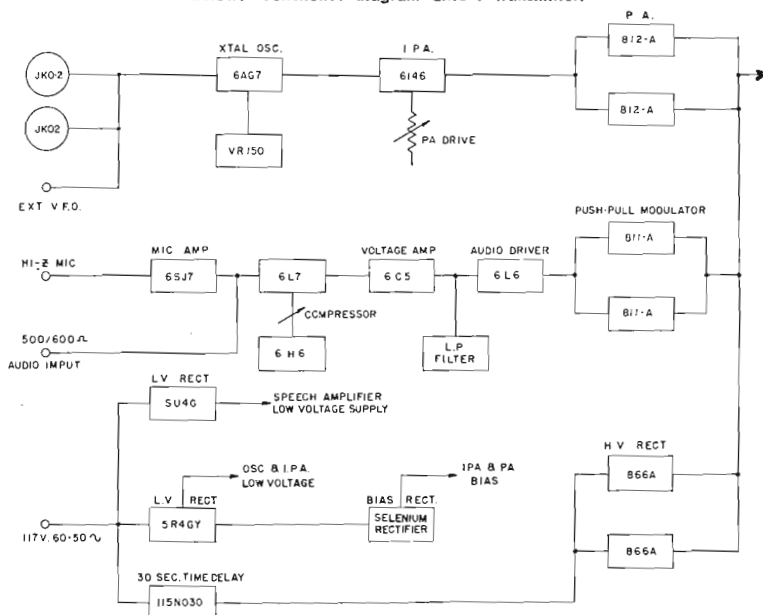 P A.
XTAL OSC.
I PA.
812-A
JKO-2
6AG7
6146
812-A
JKO2
VR150
PA DRIVE
EXT V F.O.
PUSH-PULL MODULATOR
MIC AMP
VOLTAGE AMP
AUDIO DRIVER
HI-Z MIC
811-A
6SJ7
6L7
6C5
6L6
COMPRESSOR
811-A
500/600 Ω
AUDIO IMPUT
6H6
L.P
FILTER
LV RECT
5U4G
SPEECH AMPLIFIER
LOW VOLTAGE SUPPLY
H V RECT
OSC & I.P.A.
LOW VOLTAGE
IPA & PA
BIAS
866A
L.V RECT
BIAS RECT.
5R4GY
SELENIUM
RECTIFIER
117V, 60-50 ∿
866A
30 SEC. TIME DELAY
115NO30